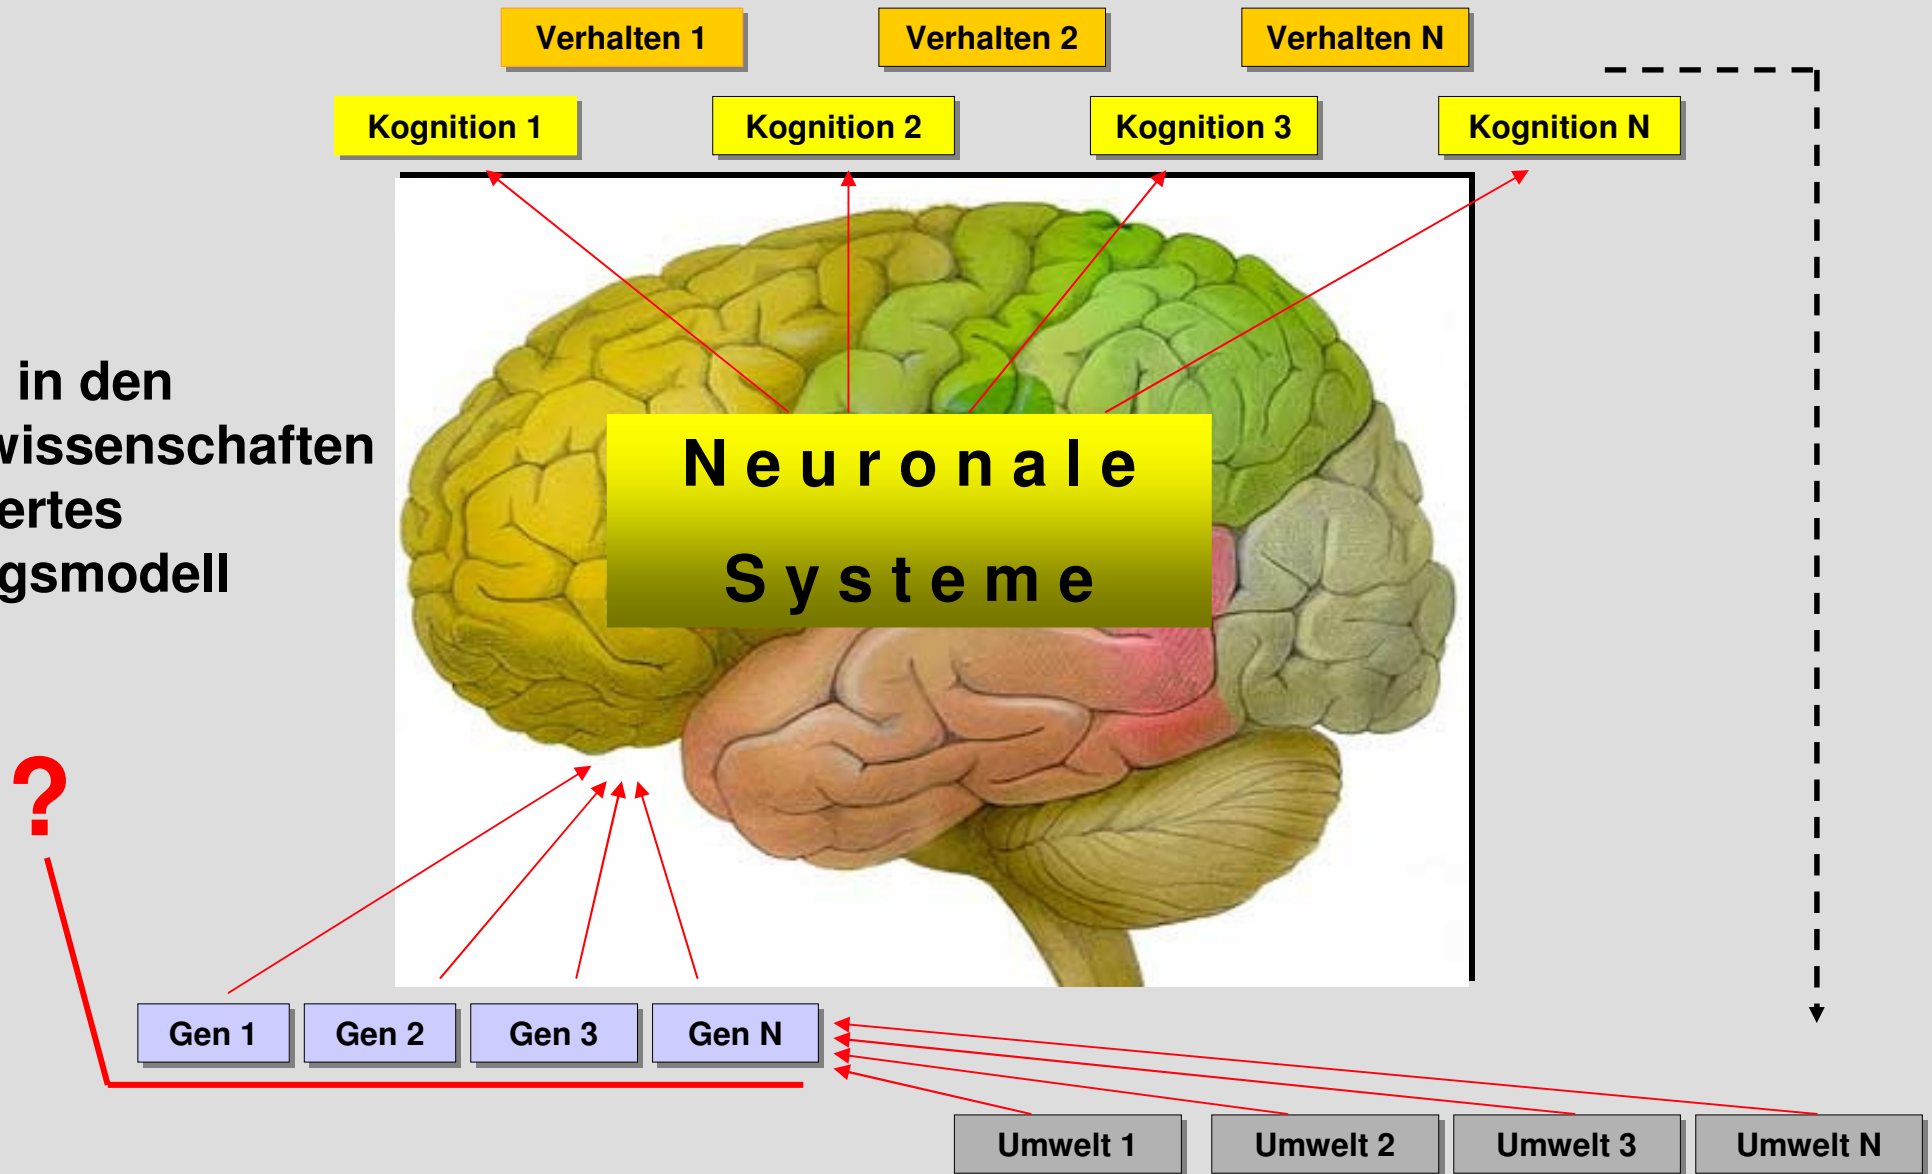 Verhalten 1
Verhalten 2
Verhalten N
Kognition 1
Kognition 2
Kognition 3
Kognition N
in den
wissenschaften
ertes
gsmodell
Neuronale
Systeme
?
Gen 1
Gen 2
Gen 3
Gen N
Umwelt 1
Umwelt 2
Umwelt 3
Umwelt N